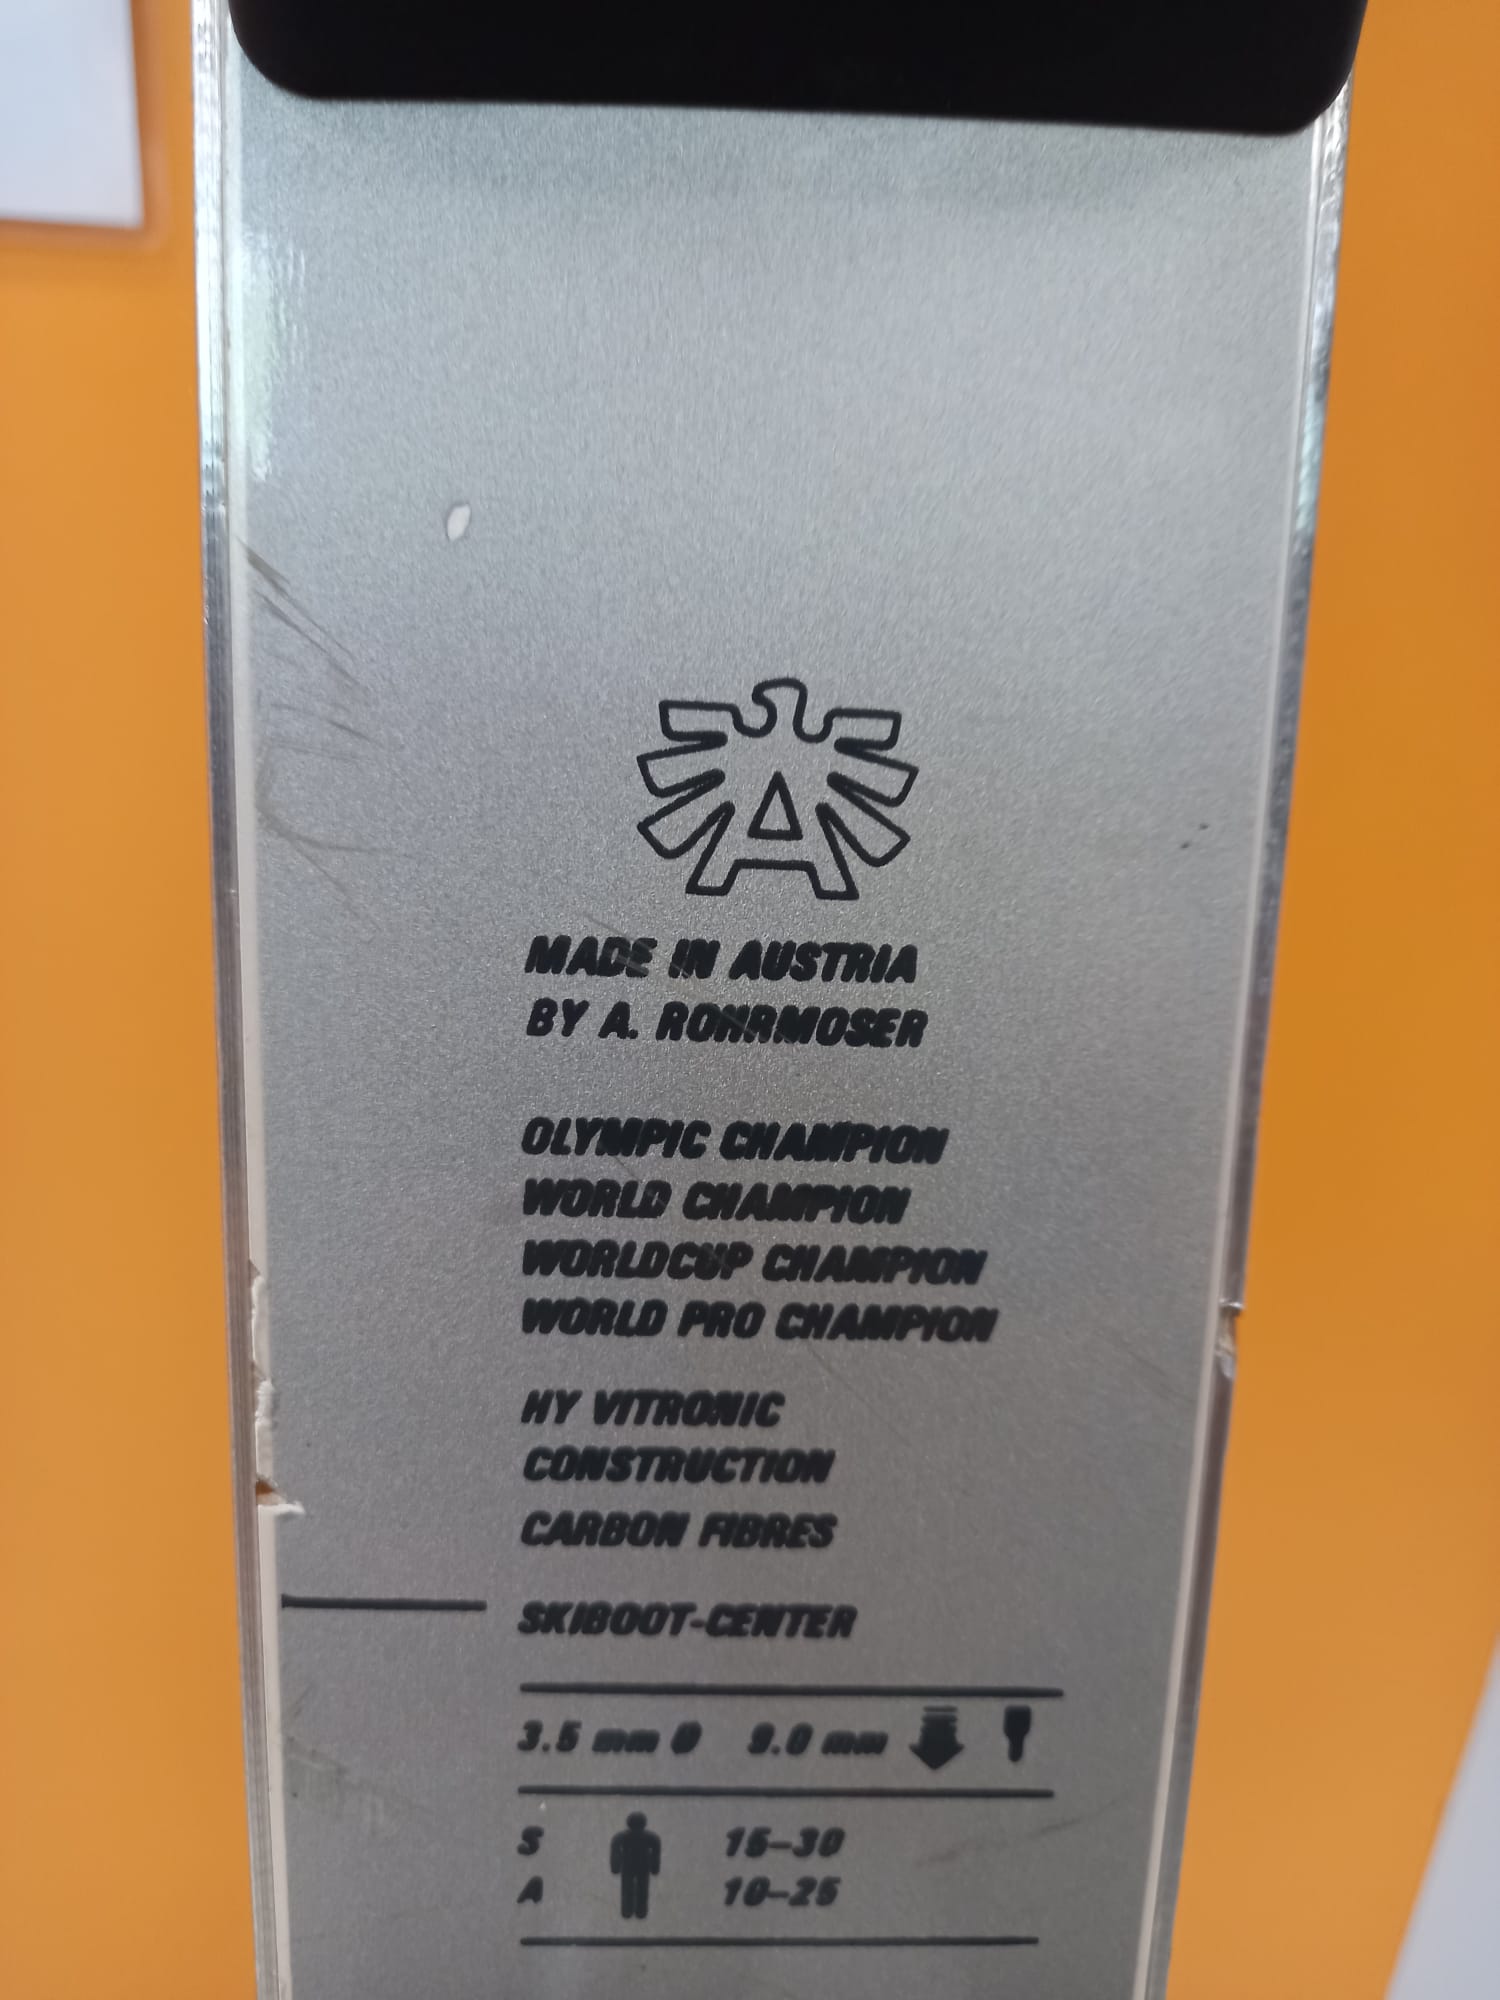 MADE IN AUSTRIA
BY A. ROHRMOSER
OLYMPIC CHAMPION
WORLD CHAMPION
WORLDCUP CHAMPION
WORLD PRO CHAMPION
HY VITRONIC
CONSTRUCTION
CARBON FIBRES
SKIBOOT-CENTER
3.5 mm Ø 9.0 mm
S 15-30
A 10-25